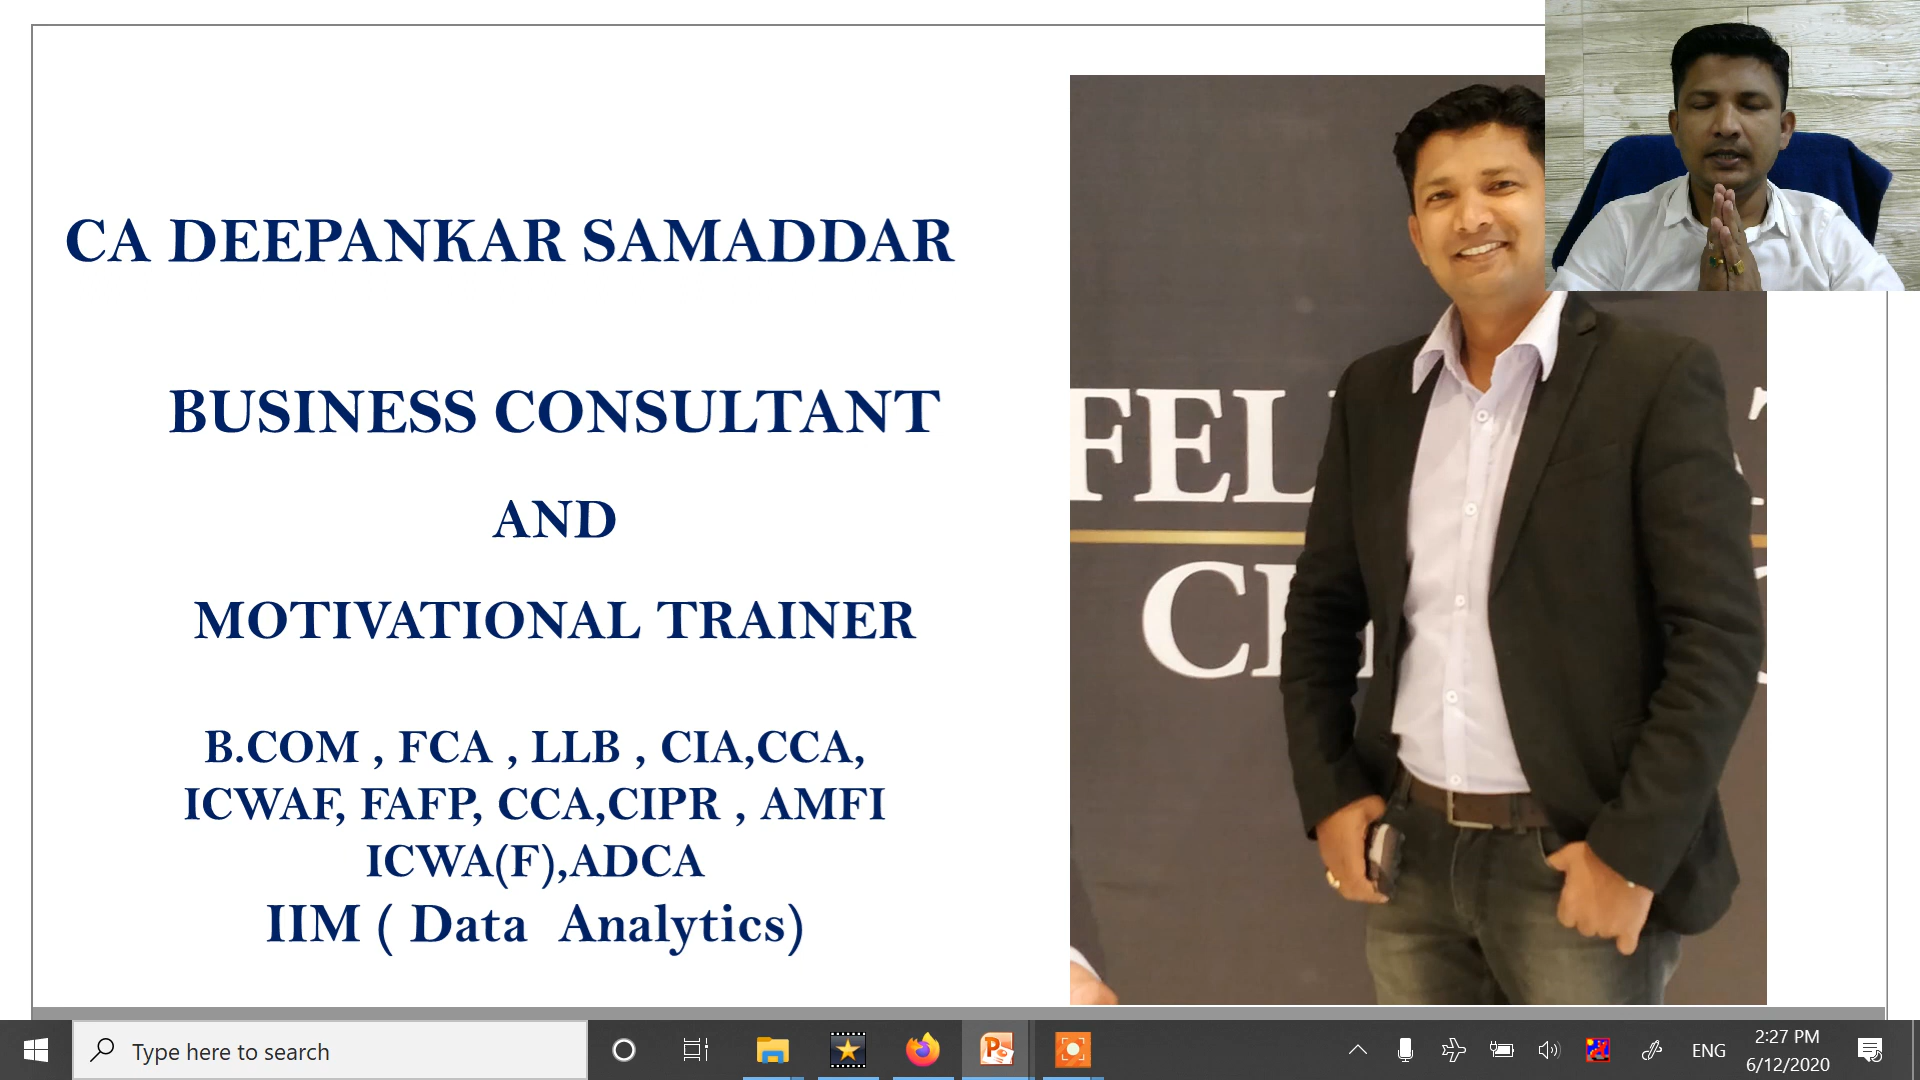 CA DEEPANKAR SAMADDAR
BUSINESS CONSULTANT
AND
MOTIVATIONAL TRAINER
B.COM , FCA , LLB , CIA,CCA,
ICWAF, FAFP, CCA,CIPR , AMFI
ICWA(F),ADCA
IIM ( Data Analytics)
Type here to search
ENG
2:27 PM
6/12/2020